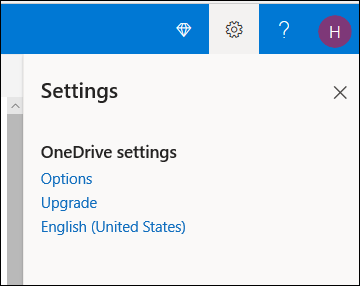 ?
H
Settings
OneDrive settings
Options
Upgrade
English (United States)